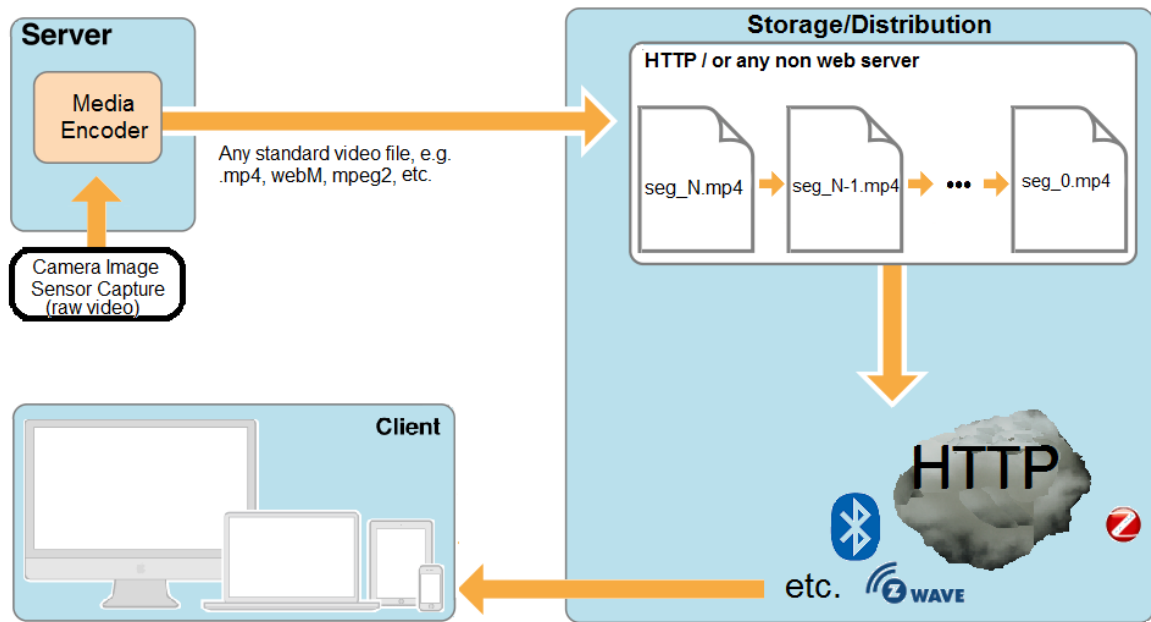 Server
Media
Encoder
Any standard video file, e.g.
.mp4, webM, mpeg2, etc.
Camera Image
Sensor Capture
(raw video)
Storage/Distribution
HTTP / or any non web server
seg_N.mp4
seg_N-1.mp4
...
seg_0.mp4
HTTP
etc.
Z WAVE
Z
Client